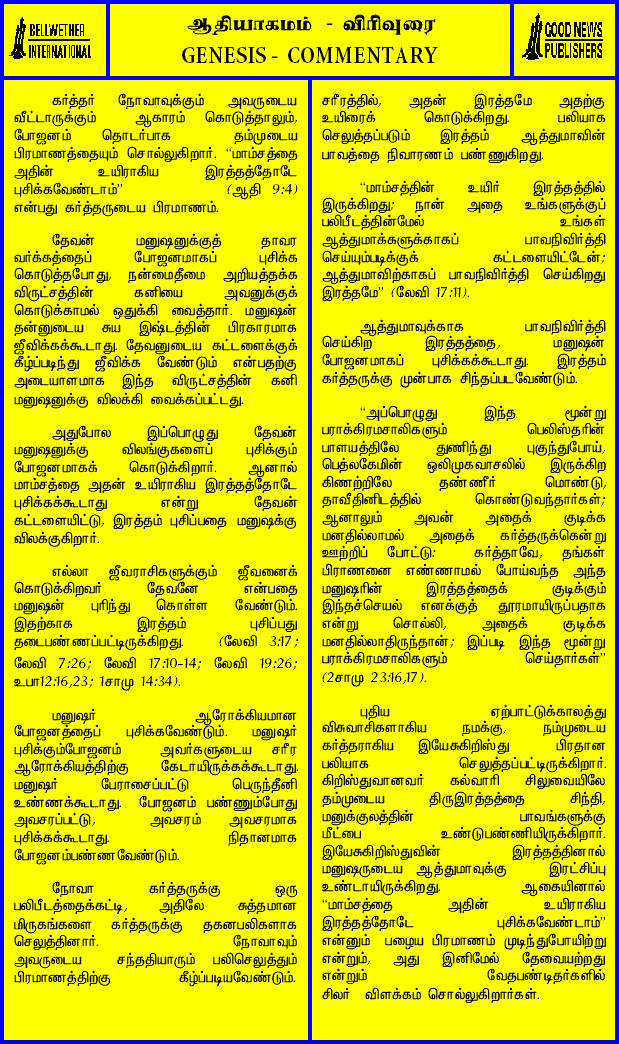 BELLWETHER
INTERNATIONAL
ஆதியாகமம் - விரிவுரை
GENESIS - COMMENTARY
GOOD NEWS
PUBLISHERS
கர்த்தர் நோவாவுக்கும் அவருடைய
வீட்டாருக்கும் ஆகாரம் கொடுத்தாலும்,
போஜனம் தொடர்பாக தம்முடைய
பிரமாணத்தையும் சொல்லுகிறார். “மாம்சத்தை
அதின் உயிராகிய இரத்தத்தோடே
புசிக்கவேண்டாம்” (ஆதி 9:4)
என்பது கர்த்தருடைய பிரமாணம்.
தேவன் மனுஷனுக்குத் தாவர
வர்க்கத்தைப் போஜனமாகப் புசிக்க
கொடுத்தபோது, நன்மைதீமை அறியத்தக்க
விருட்சத்தின் கனியை அவனுக்குக்
கொடுக்காமல் ஒதுக்கி வைத்தார். மனுஷன்
தன்னுடைய சுய இஷ்டத்தின் பிரகாரமாக
ஜீவிக்கக்கூடாது. தேவனுடைய கட்டளைக்குக்
கீழ்ப்படிந்து ஜீவிக்க வேண்டும் என்பதற்கு
அடையாளமாக இந்த விருட்சத்தின் கனி
மனுஷனுக்கு விலக்கி வைக்கப்பட்டது.
அதுபோல இப்பொழுது தேவன்
மனுஷனுக்கு விலங்குகளைப் புசிக்கும்
போஜனமாகக் கொடுக்கிறார். ஆனால்
மாம்சத்தை அதன் உயிராகிய இரத்தத்தோடே
புசிக்கக்கூடாது என்று தேவன்
கட்டளையிட்டு, இரத்தம் புசிப்பதை மனுஷக்கு
விலக்குகிறார்.
எல்லா ஜீவராசிகளுக்கும் ஜீவனைக்
கொடுக்கிறவர் தேவனே என்பதை
மனுஷன் புரிந்து கொள்ள வேண்டும்.
இதற்காக இரத்தம் புசிப்பது
தடைபண்ணப்பட்டிருக்கிறது. (லேவி 3:17;
லேவி 7:26; லேவி 17:10-14; லேவி 19:26;
உபா12:16,23; 1சாமு 14:34).
மனுஷர் ஆரோக்கியமான
போஜனத்தைப் புசிக்கவேண்டும். மனுஷர்
புசிக்கும்போஜனம் அவர்களுடைய சரீர
ஆரோக்கியத்திற்கு கேடாயிருக்கக்கூடாது.
மனுஷர் பேராசைப்பட்டு பெருந்தீனி
உண்ணக்கூடாது. போஜனம் பண்ணும்போது
அவசரப்பட்டு, அவசரம் அவசரமாக
புசிக்கக்கூடாது. நிதானமாக
போஜனம்பண்ணவேண்டும்.
நோவா கர்த்தருக்கு ஒரு
பலிபீடத்தைக்கட்டி, அதிலே சுத்தமான
மிருகங்களை கர்த்தருக்கு தகனபலிகளாக
செலுத்தினார். நோவாவும்
அவருடைய சந்ததியாரும் பலிசெலுத்தும்
பிரமாணத்திற்கு கீழ்ப்படியவேண்டும்.
சரீரத்தில், அதன் இரத்தமே அதற்கு
உயிரைக் கொடுக்கிறது. பலியாக
செலுத்தப்படும் இரத்தம் ஆத்துமாவின்
பாவத்தை நிவாரணம் பண்ணுகிறது.
“மாம்சத்தின் உயிர் இரத்தத்தில்
இருக்கிறது; நான் அதை உங்களுக்குப்
பலிபீடத்தின்மேல் உங்கள்
ஆத்துமாக்களுக்காகப் பாவநிவிர்த்தி
செய்யும்படிக்குக் கட்டளையிட்டேன்;
ஆத்துமாவிற்காகப் பாவநிவிர்த்தி செய்கிறது
இரத்தமே” (லேவி 17:11).
ஆத்துமாவுக்காக பாவநிவிர்த்தி
செய்கிற இரத்தத்தை, மனுஷன்
போஜனமாகப் புசிக்கக்கூடாது. இரத்தம்
கர்த்தருக்கு முன்பாக சிந்தப்படவேண்டும்.
“அப்பொழுது இந்த மூன்று
பராக்கிரமசாலிகளும் பெலிஸ்தரின்
பாளயத்திலே துணிந்து புகுந்துபோய்,
பெத்லகேமின் ஒலிமுகவாசலில் இருக்கிற
கிணற்றிலே தண்ணீர் மொண்டு,
தாவீதினிடத்தில் கொண்டுவந்தார்கள்;
ஆனாலும் அவன் அதைக் குடிக்க
மனதில்லாமல் அதைக் கர்த்தருக்கென்று
ஊற்றிப் போட்டு: கர்த்தாவே, தங்கள்
பிராணனை எண்ணாமல் போய்வந்த அந்த
மனுஷரின் இரத்தத்தைக் குடிக்கும்
இந்தச்செயல் எனக்குத் தூரமாயிருப்பதாக
என்று சொல்லி, அதைக் குடிக்க
மனதில்லாதிருந்தான்; இப்படி இந்த மூன்று
பராக்கிரமசாலிகளும் செய்தார்கள்”
(2சாமு 23:16,17).
புதிய ஏற்பாட்டுக்காலத்து
விசுவாசிகளாகிய நமக்கு, நம்முடைய
கர்த்தராகிய இயேசுகிறிஸ்து பிரதான
பலியாக செலுத்தப்பட்டிருக்கிறார்.
கிறிஸ்துவானவர் கல்வாரி சிலுவையிலே
தம்முடைய திருஇரத்தத்தை சிந்தி,
மனுக்குலத்தின் பாவங்களுக்கு
மீட்பை உண்டுபண்ணியிருக்கிறார்.
இயேசுகிறிஸ்துவின் இரத்தத்தினால்
மனுஷருடைய ஆத்துமாவுக்கு இரட்சிப்பு
உண்டாயிருக்கிறது. ஆகையினால்
“மாம்சத்தை அதின் உயிராகிய
இரத்தத்தோடே புசிக்கவேண்டாம்”
என்னும் பழைய பிரமாணம் முடிந்துபோயிற்று
என்றும், அது இனிமேல் தேவையற்றது
என்றும் வேதபண்டிதர்களில்
சிலர் விளக்கம் சொல்லுகிறார்கள்.